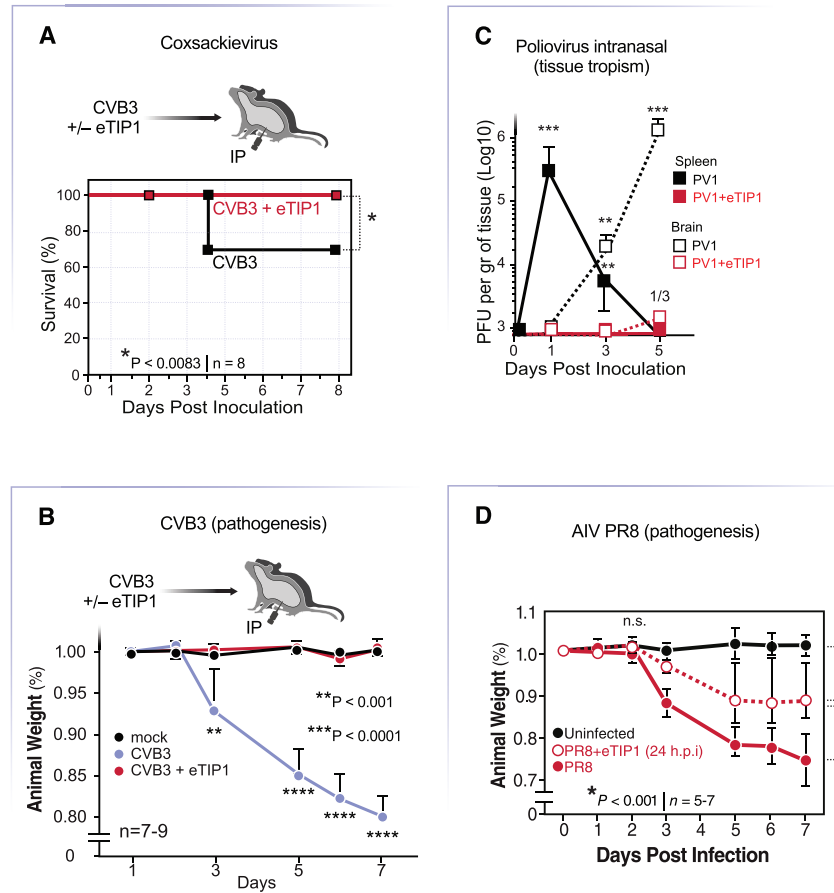 A
Coxsackievirus
CVB3
+/– eTIP1
IP
Survival (%)
100
80
60
40
20
0
CVB3 + eTIP1
CVB3
*
*P < 0.0083 | n = 8
0 1 2 3 4 5 6 7 8
Days Post Inoculation
C
Poliovirus intranasal
(tissue tropism)
PFU per gr of tissue (Log10)
6
5
4
3
***
***
**
**
1/3
Spleen
PV1
PV1+eTIP1
Brain
PV1
PV1+eTIP1
0 1 3 5
Days Post Inoculation
B
CVB3 (pathogenesis)
CVB3
+/– eTIP1
IP
Animal Weight (%)
1.00
0.95
0.90
0.85
0.80
0
**P < 0.001
***P < 0.0001
mock
CVB3
CVB3 + eTIP1
**
****
****
****
n=7-9
1 3 5 7
Days
D
AIV PR8 (pathogenesis)
Animal Weight (%)
1.1
1.0
0.9
0.8
0.7
0
n.s.
Uninfected
PR8+eTIP1 (24 h.p.i)
PR8
*P < 0.001 | n = 5-7
0 1 2 3 4 5 6 7
Days Post Infection